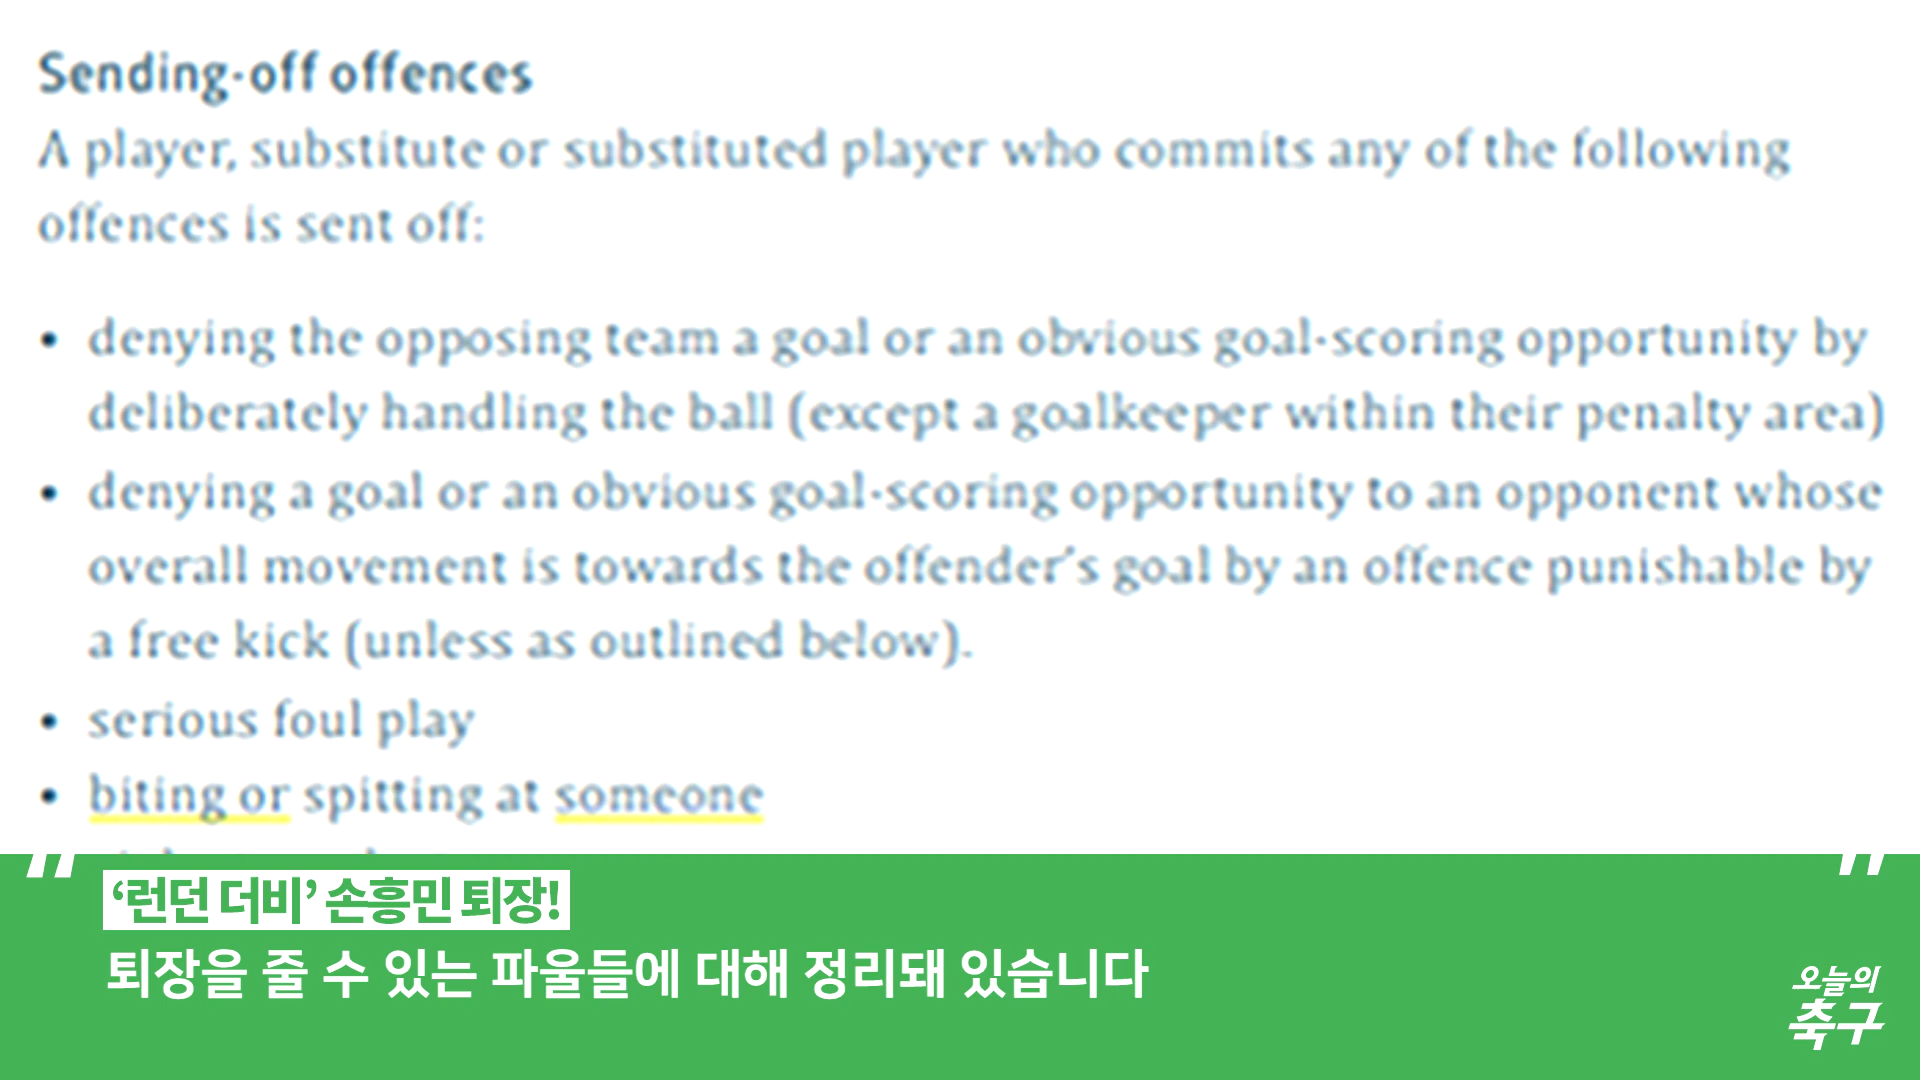 Sending-off offences
A player, substitute or substituted player who commits any of the following
offences is sent off:
• denying the opposing team a goal or an obvious goal-scoring opportunity by
deliberately handling the ball (except a goalkeeper within their penalty area)
• denying a goal or an obvious goal-scoring opportunity to an opponent whose
overall movement is towards the offender's goal by an offence punishable by
a free kick (unless as outlined below).
• serious foul play
• biting or spitting at someone
‘런던 더비’ 손흥민 퇴장!
퇴장을 줄 수 있는 파울들에 대해 정리돼 있습니다
오늘의
축구